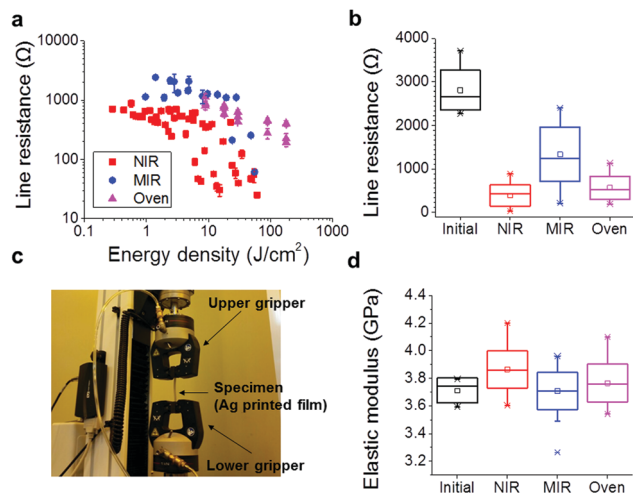 a
Line resistance (Ω)
10000
1000
100
10
NIR
MIR
Oven
0.1
1
10
100
1000
Energy density (J/cm²)
b
Line resistance (Ω)
4000
3000
2000
1000
0
Initial
NIR
MIR
Oven
c
Upper gripper
Specimen
(Ag printed film)
Lower gripper
d
Elastic modulus (GPa)
4.4
4.2
4.0
3.8
3.6
3.4
3.2
Initial
NIR
MIR
Oven